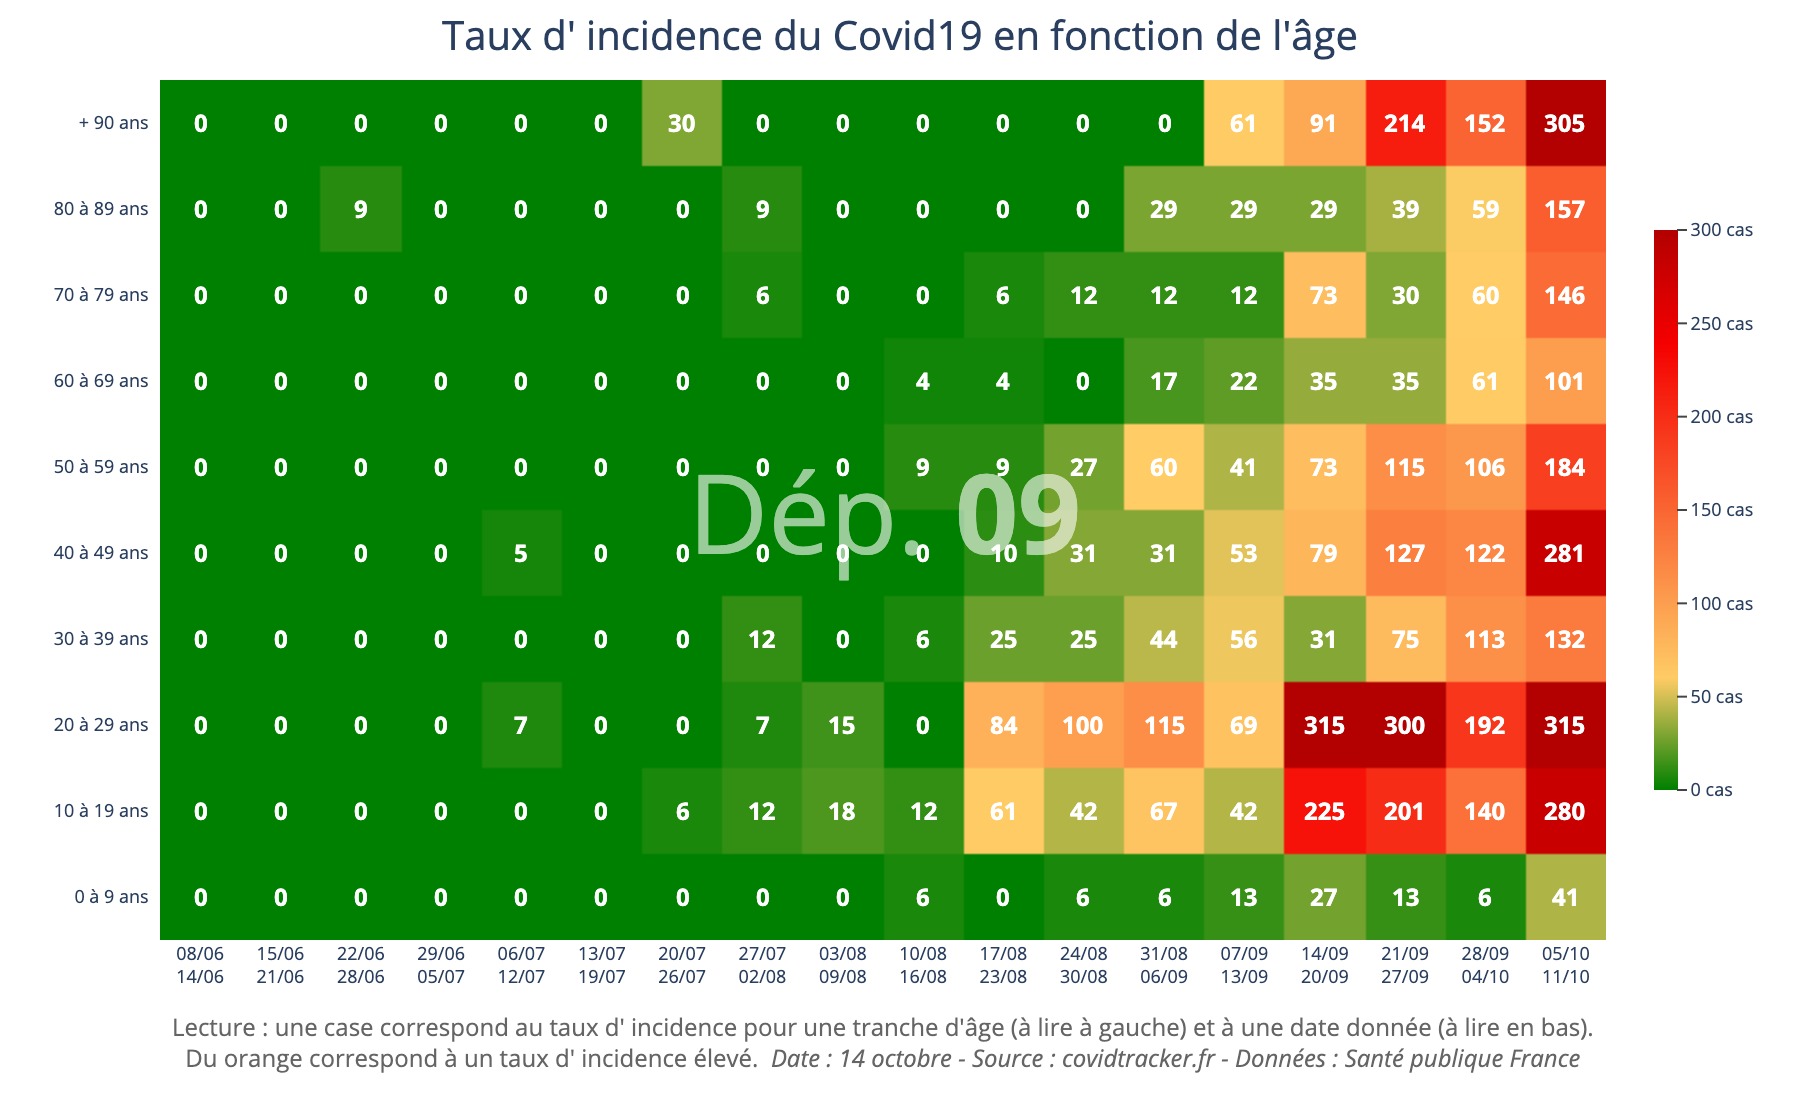 Taux d' incidence du Covid19 en fonction de l'âge
+ 90 ans 0 0 0 0 0 0 30 0 0 0 0 0 0 61 91 214 152 305
80 à 89 ans 0 0 9 0 0 0 0 9 0 0 0 0 29 29 29 39 59 157
70 à 79 ans 0 0 0 0 0 0 0 6 0 0 6 12 12 12 73 30 60 146
60 à 69 ans 0 0 0 0 0 0 0 0 0 4 4 0 17 22 35 35 61 101
50 à 59 ans 0 0 0 0 0 0 0 0 0 9 9 27 60 41 73 115 106 184
Dép. 09
40 à 49 ans 0 0 0 0 5 0 0 0 0 0 10 31 31 53 79 127 122 281
30 à 39 ans 0 0 0 0 0 0 0 12 0 6 25 25 44 56 31 75 113 132
20 à 29 ans 0 0 0 0 7 0 0 7 15 0 84 100 115 69 315 300 192 315
10 à 19 ans 0 0 0 0 0 0 6 12 18 12 61 42 67 42 225 201 140 280
0 à 9 ans 0 0 0 0 0 0 0 0 0 6 0 6 6 13 27 13 6 41
08/06 15/06 22/06 29/06 06/07 13/07 20/07 27/07 03/08 10/08 17/08 24/08 31/08 07/09 14/09 21/09 28/09 05/10
14/06 21/06 28/06 05/07 12/07 19/07 26/07 02/08 09/08 16/08 23/08 30/08 06/09 13/09 20/09 27/09 04/10 11/10
300 cas
250 cas
200 cas
150 cas
100 cas
50 cas
0 cas
Lecture : une case correspond au taux d' incidence pour une tranche d'âge (à lire à gauche) et à une date donnée (à lire en bas).
Du orange correspond à un taux d' incidence élevé. Date : 14 octobre - Source : covidtracker.fr - Données : Santé publique France